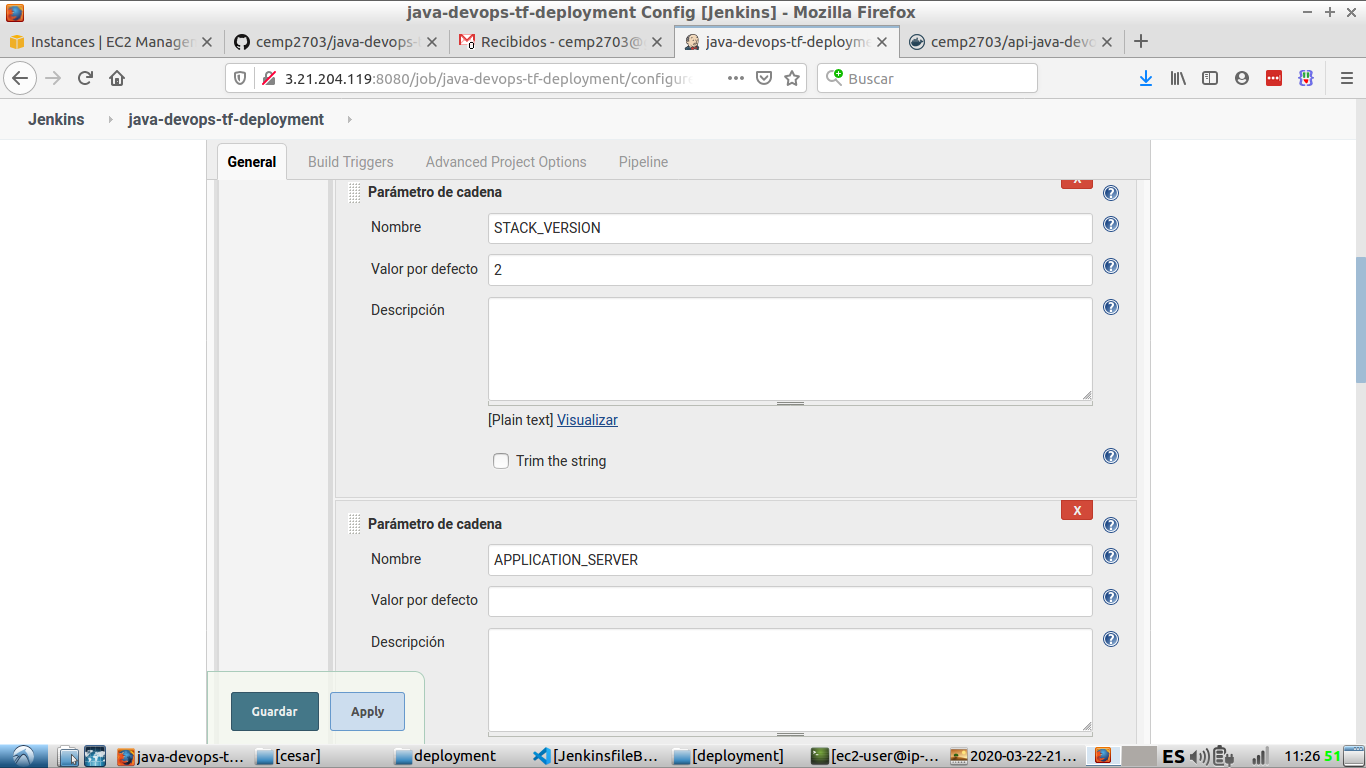 java-devops-tf-deployment Config [Jenkins] - Mozilla Firefox
Instances | EC2 Manager
cemp2703/java-devops-
Recibidos - cemp2703@
java-devops-tf-deployme
cemp2703/api-java-devo
3.21.204.119:8080/job/java-devops-tf-deployment/configure
Buscar
Jenkins
java-devops-tf-deployment
General
Build Triggers
Advanced Project Options
Pipeline
X
Parámetro de cadena
Nombre
STACK_VERSION
Valor por defecto
2
Descripción
[Plain text] Visualizar
Trim the string
X
Parámetro de cadena
Nombre
APPLICATION_SERVER
Valor por defecto
Descripción
Guardar
Apply
java-devops-t...
[cesar]
deployment
[JenkinsfileB...
[deployment]
[ec2-user@ip-...
2020-03-22-21...
ES
11:26
51